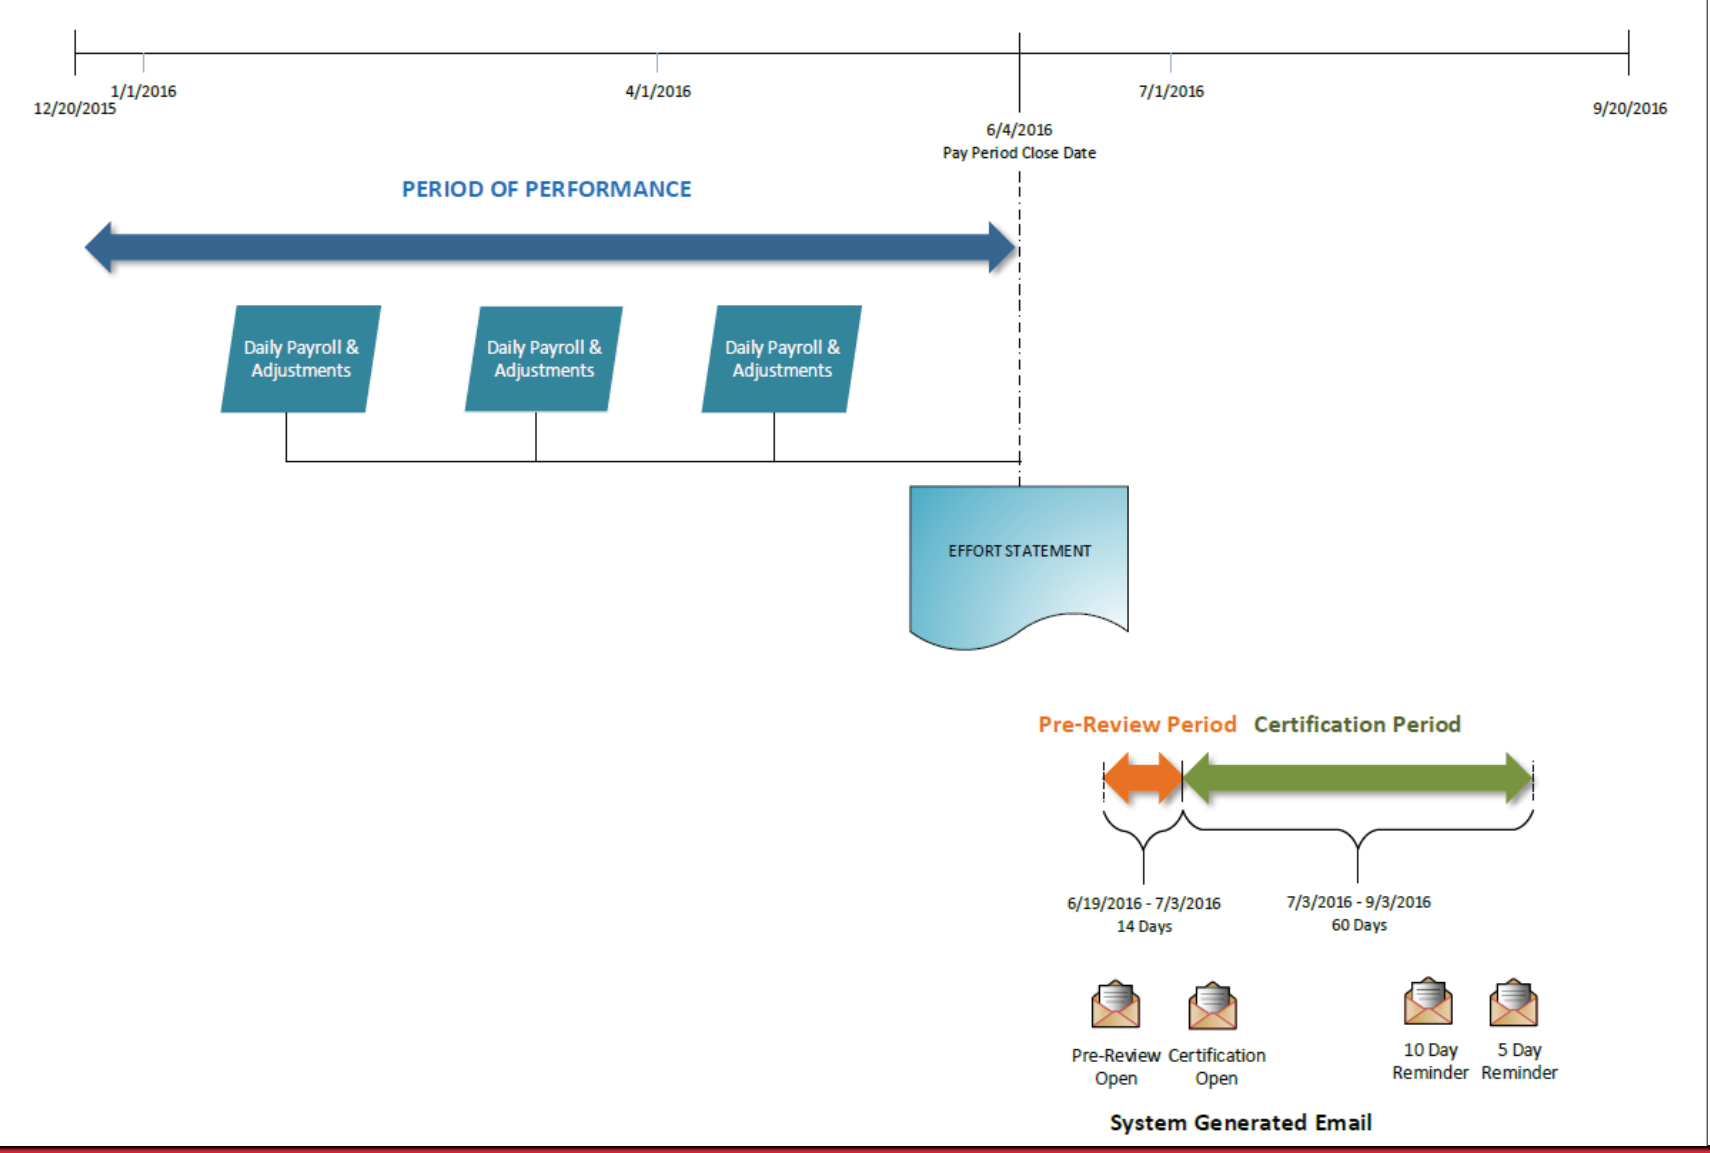 1/1/2016
4/1/2016
7/1/2016
12/20/2015
9/20/2016
6/4/2016
Pay Period Close Date
PERIOD OF PERFORMANCE
Daily Payroll &
Adjustments
Daily Payroll &
Adjustments
Daily Payroll &
Adjustments
EFFORT STATEMENT
Pre-Review Period
Certification Period
6/19/2016 - 7/3/2016
14 Days
7/3/2016 - 9/3/2016
60 Days
Pre-Review
Open
Certification
Open
10 Day
Reminder
5 Day
Reminder
System Generated Email